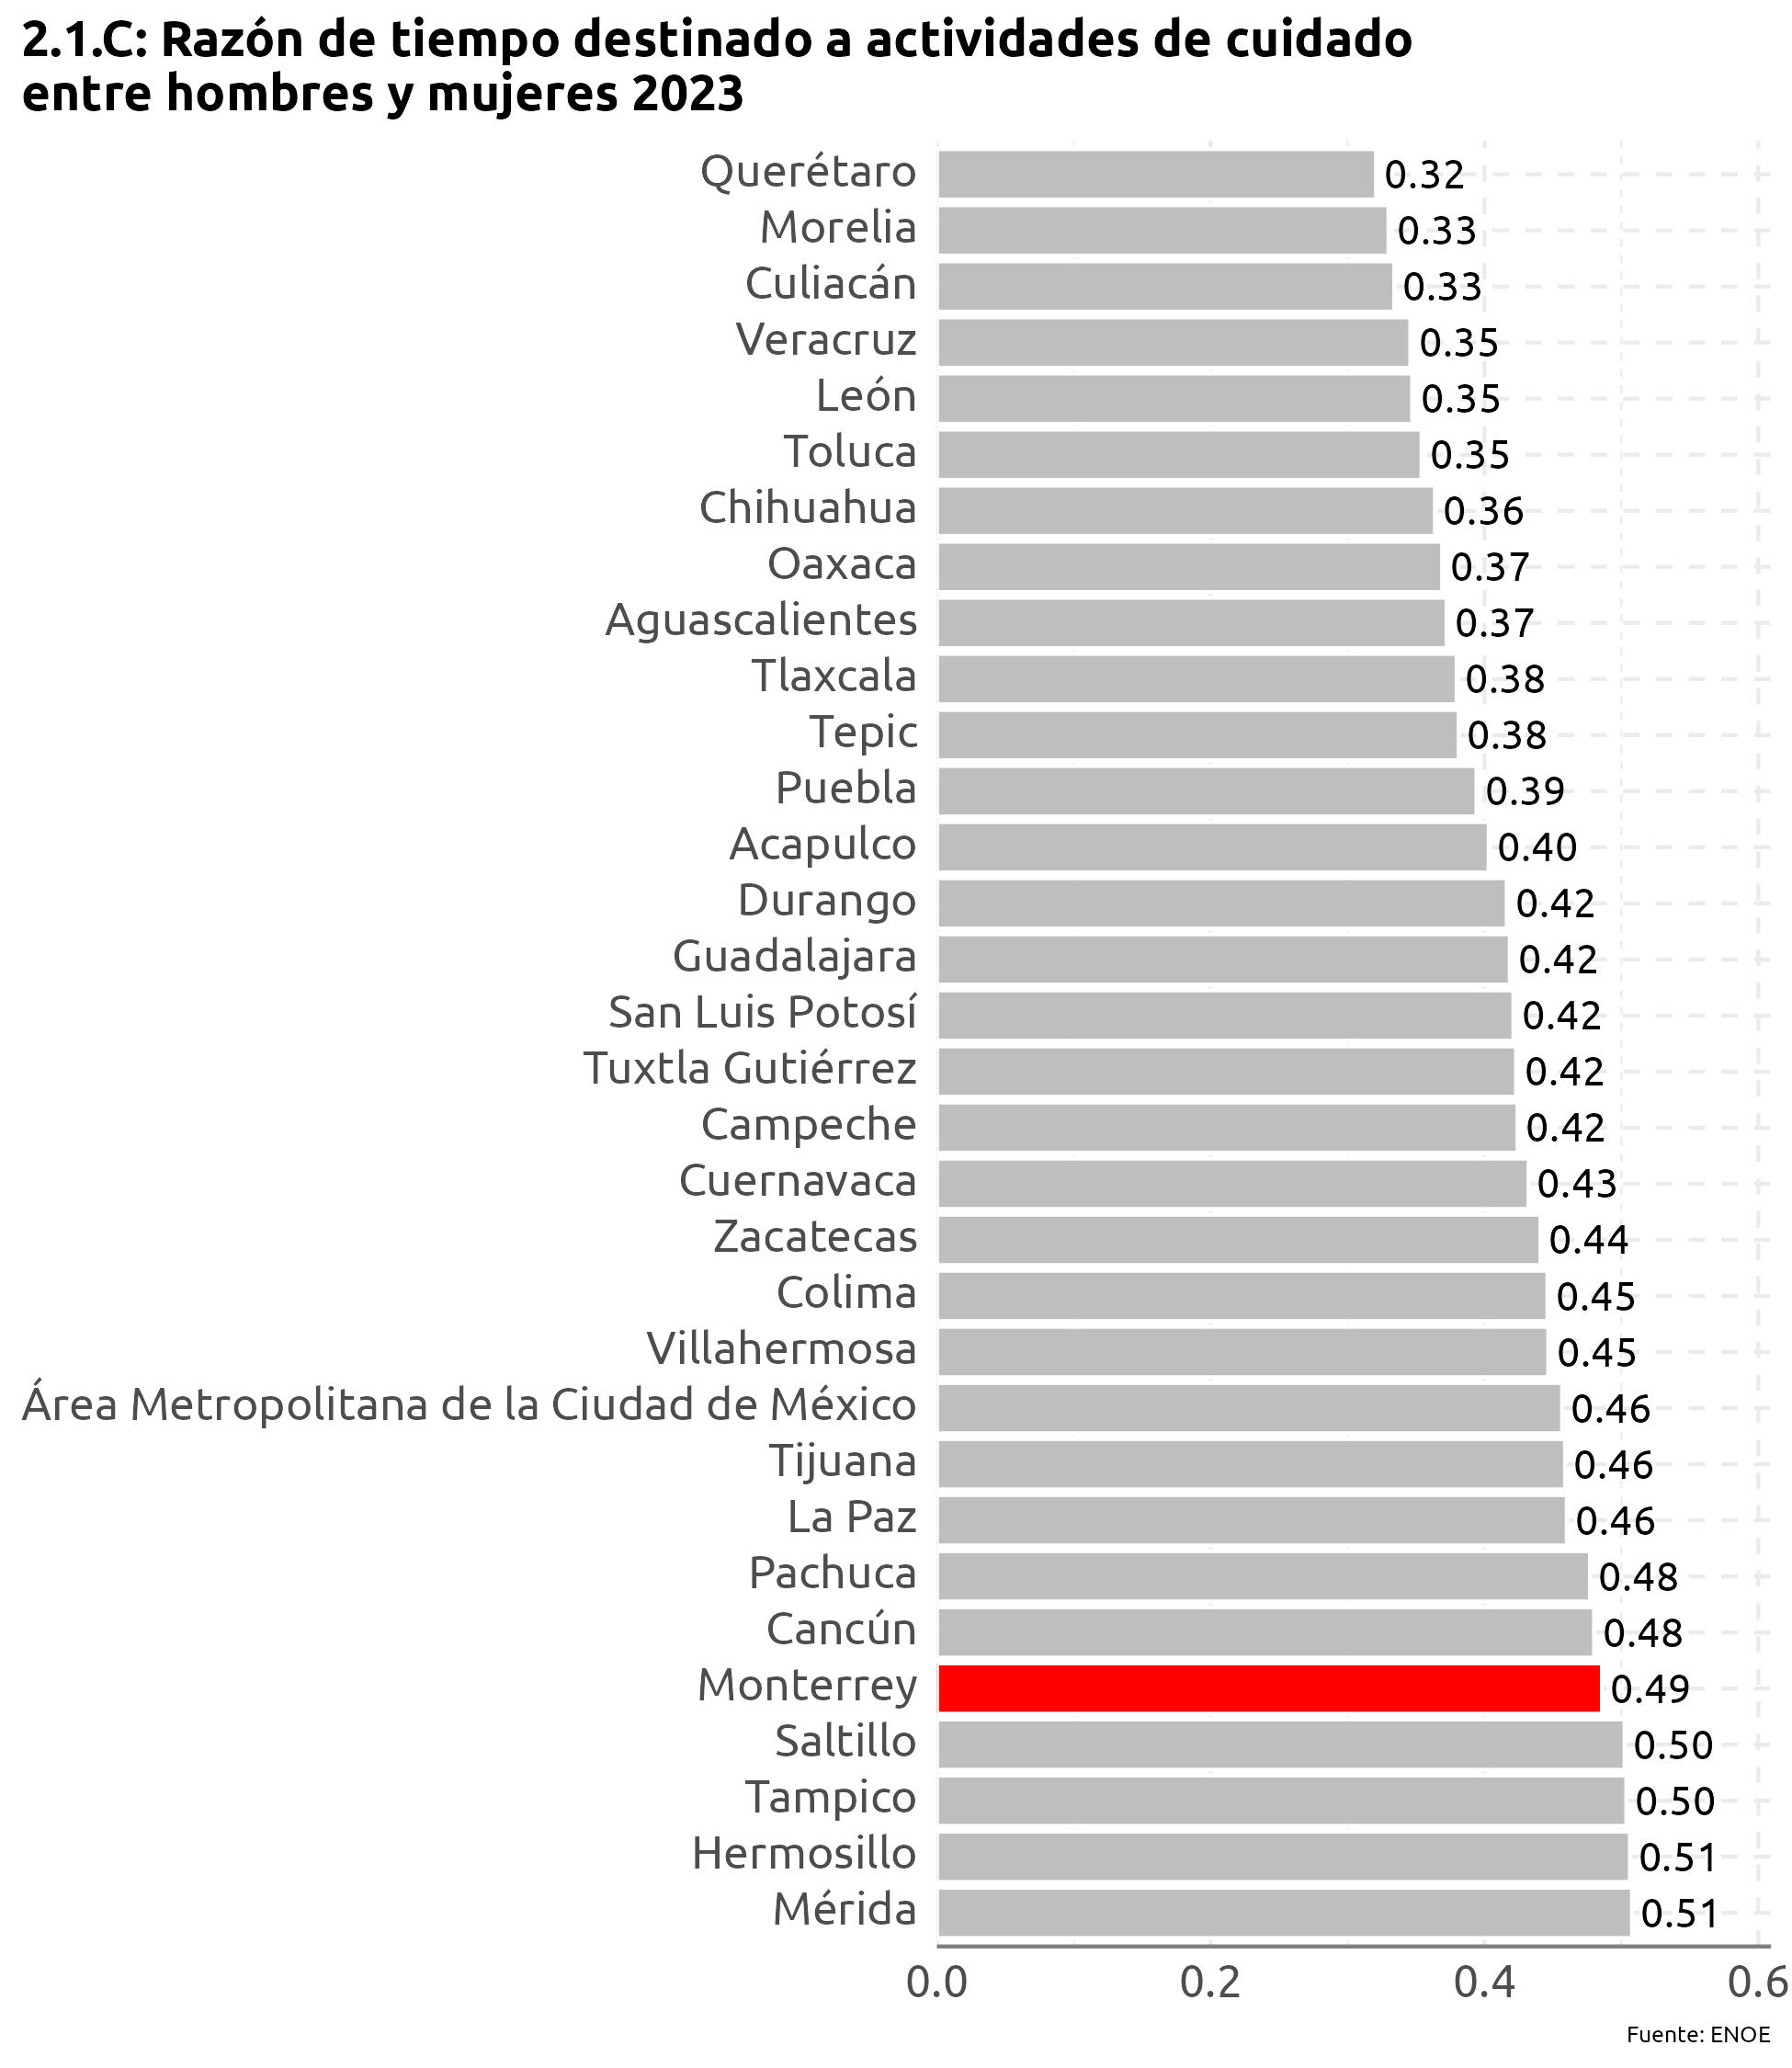 2.1.C: Razón de tiempo destinado a actividades de cuidado
entre hombres y mujeres 2023
Querétaro 0.32
Morelia 0.33
Culiacán 0.33
Veracruz 0.35
León 0.35
Toluca 0.35
Chihuahua 0.36
Oaxaca 0.37
Aguascalientes 0.37
Tlaxcala 0.38
Tepic 0.38
Puebla 0.39
Acapulco 0.40
Durango 0.42
Guadalajara 0.42
San Luis Potosí 0.42
Tuxtla Gutiérrez 0.42
Campeche 0.42
Cuernavaca 0.43
Zacatecas 0.44
Colima 0.45
Villahermosa 0.45
Área Metropolitana de la Ciudad de México 0.46
Tijuana 0.46
La Paz 0.46
Pachuca 0.48
Cancún 0.48
Monterrey 0.49
Saltillo 0.50
Tampico 0.50
Hermosillo 0.51
Mérida 0.51
0.0 0.2 0.4 0.6
Fuente: ENOE